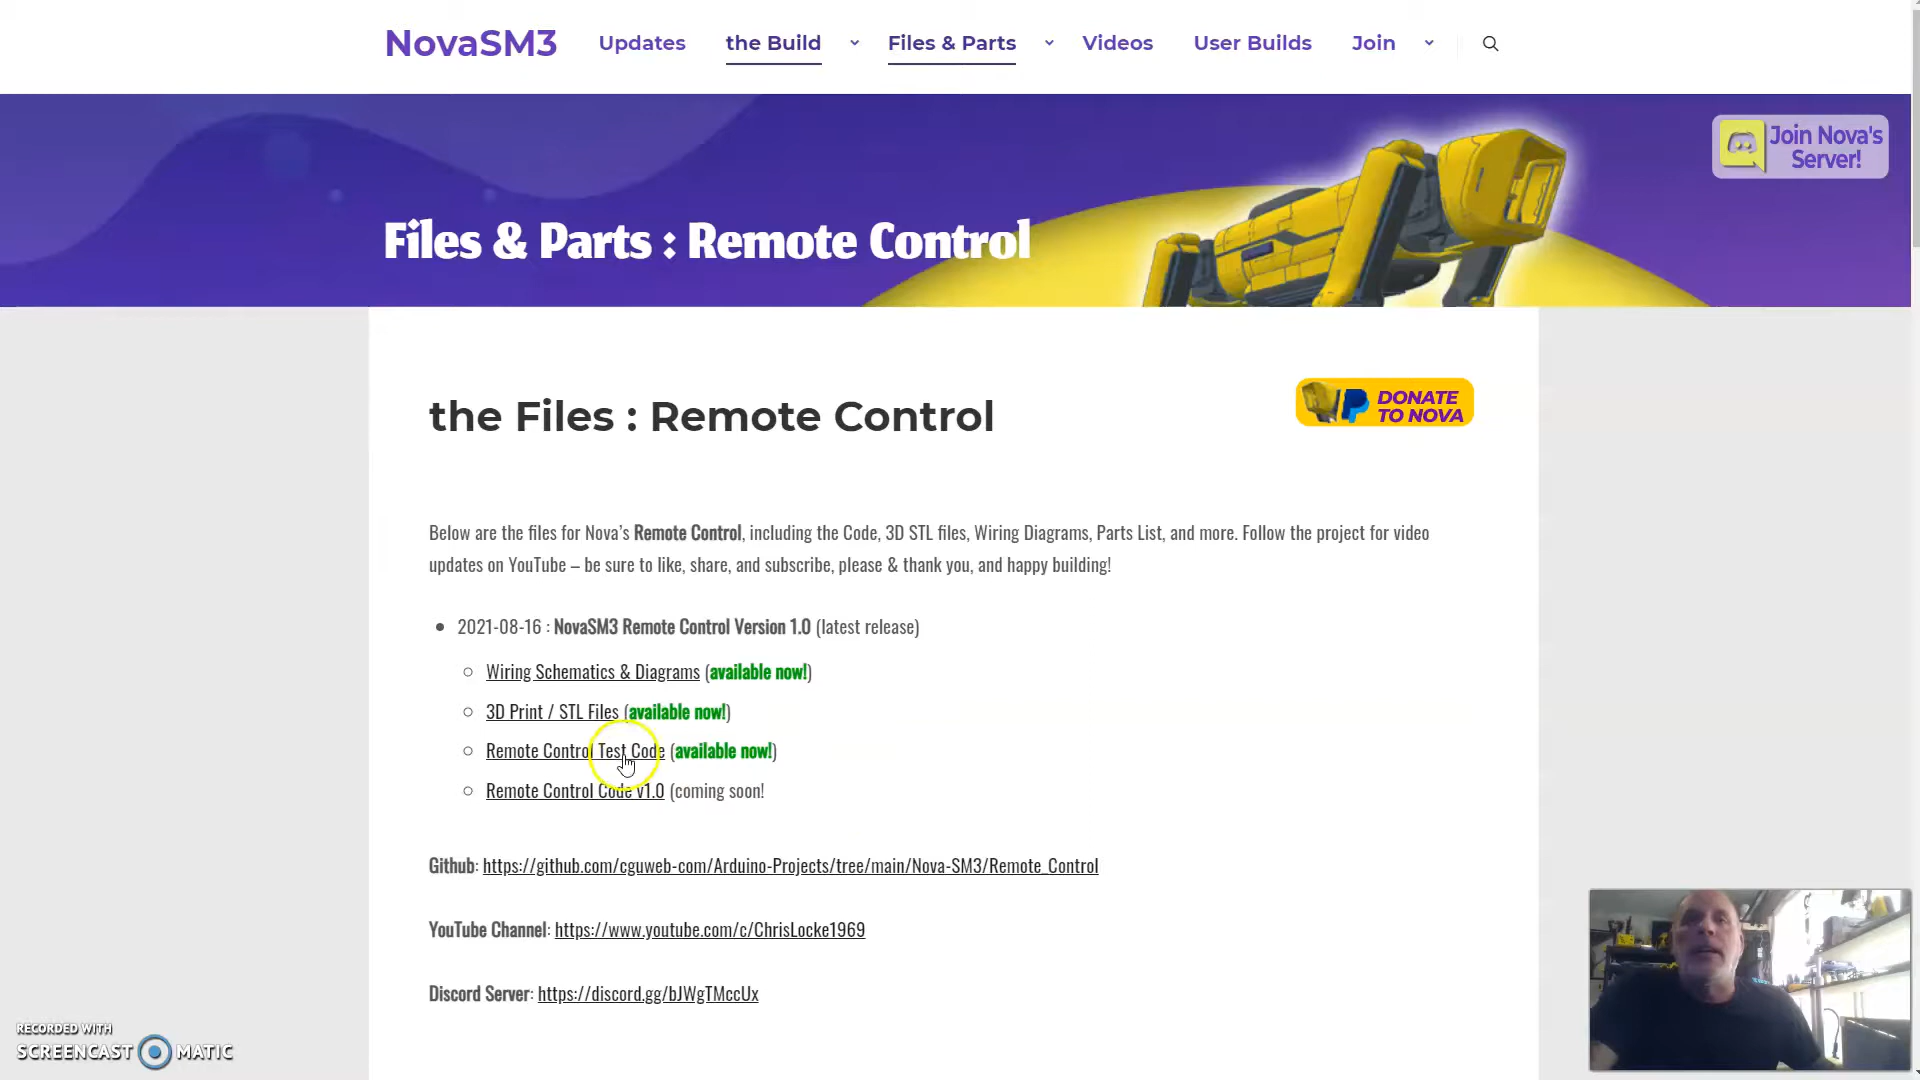 NovaSM3 Updates the Build Files & Parts Videos User Builds Join
Join Nova's
Server!
Files & Parts : Remote Control
the Files : Remote Control
DONATE
TO NOVA
Below are the files for Nova’s Remote Control, including the Code, 3D STL files, Wiring Diagrams, Parts List, and more. Follow the project for video
updates on YouTube – be sure to like, share, and subscribe, please & thank you, and happy building!
2021-08-16 : NovaSM3 Remote Control Version 1.0 (latest release)
Wiring Schematics & Diagrams (available now!)
3D Print / STL Files (available now!)
Remote Control Test Code (available now!)
Remote Control Code v1.0 (coming soon!
Github: https://github.com/cguweb-com/Arduino-Projects/tree/main/Nova-SM3/Remote_Control
YouTube Channel: https://www.youtube.com/c/ChrisLocke1969
Discord Server: https://discord.gg/bJWgTMccUx
RECORDED WITH
SCREENCAST MATIC